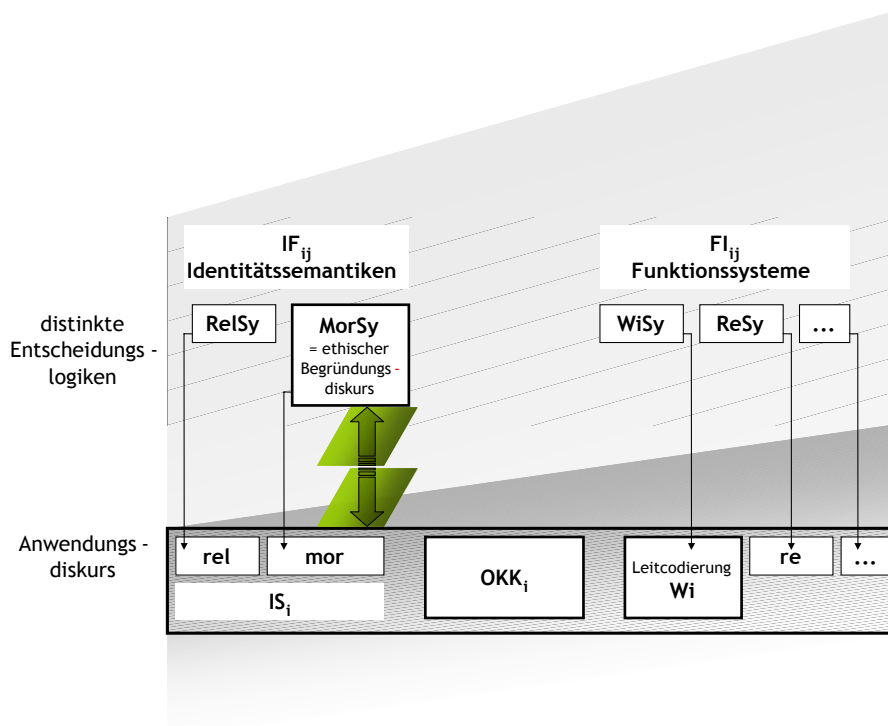 IF ij
Identitätssemantiken
FI ij
Funktionssysteme
distinkte
Entscheidungs -
logiken
RelSy
MorSy
= ethischer
Begründungs -
diskurs
WiSy
ReSy
...
Anwendungs -
diskurs
rel
mor
IS i
OKK i
Leitcodierung
Wi
re
...